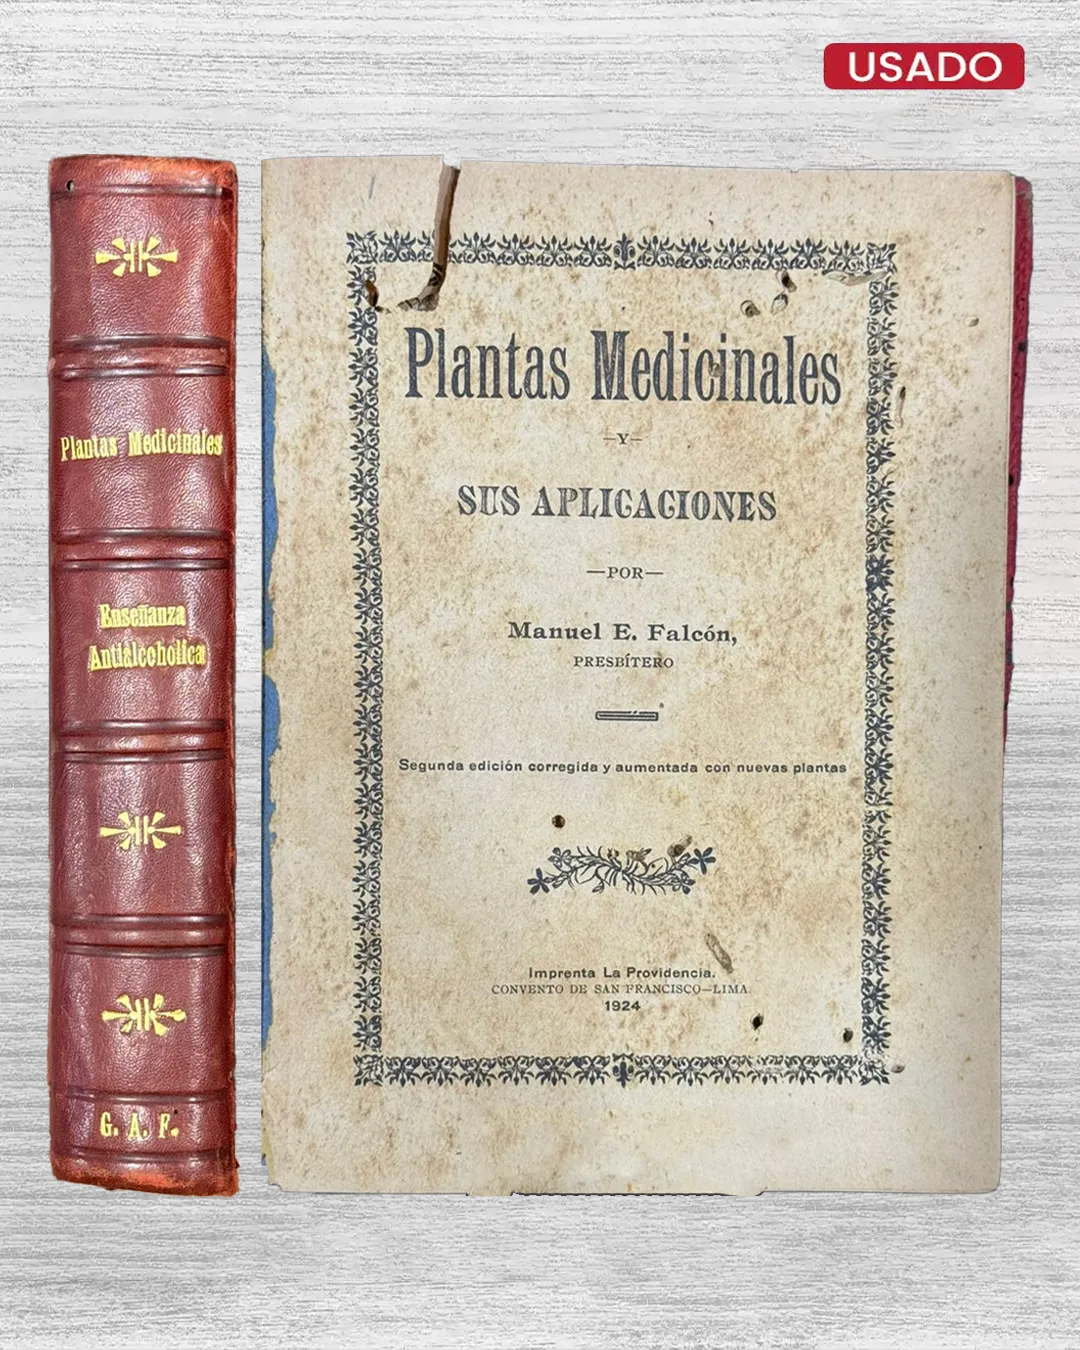 USADO
Plantas Medicinales
Enseñanza
Antialcoholica
G. A. F.
Plantas Medicinales
—Y—
SUS APLICACIONES
—POR—
Manuel E. Falcón,
PRESBÍTERO
Segunda edición corregida y aumentada con nuevas plantas
Imprenta La Providencia.
CONVENTO DE SAN FRANCISCO—LIMA.
1924